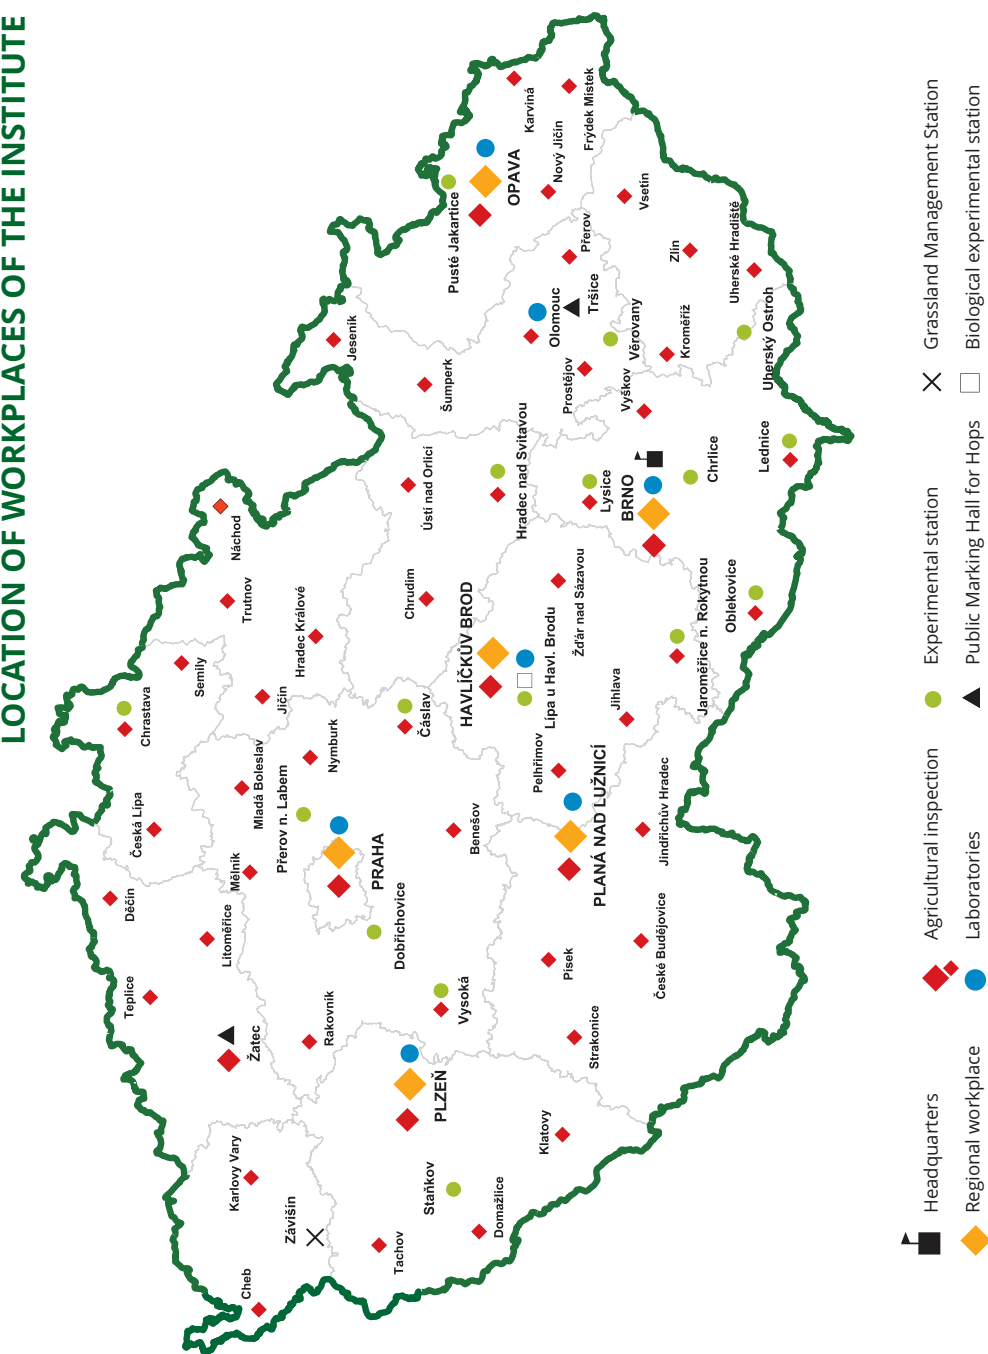 LOCATION OF WORKPLACES OF THE INSTITUTE
Děčín
Česká Lípa
Chrastava
Semily
Teplice
Litoměřice
Žatec
Mělník
Mladá Boleslav
Jičín
Trutnov
Náchod
Hradec Králové
Nymburk
Přerov n. Labem
PRAHA
Dobřichovice
Rakovník
Karlovy Vary
Cheb
Závišín
Tachov
PLZEŇ
Staňkov
Domažlice
Klatovy
Vysoká
Benešov
Čáslav
Chrudim
Ústí nad Orlicí
Hradec nad Svitavou
Šumperk
Jeseník
Pusté Jakartice
OPAVA
Karviná
Nový Jičín
Frýdek Místek
Přerov
Olomouc
Tršice
Prostějov
Věrovany
Vsetín
Zlín
Kroměříž
Uherské Hradiště
Uherský Ostroh
Vyškov
Lysice
BRNO
Chrlice
Lednice
HAVLÍČKŮV BROD
Lípa u Havl. Brodu
Žďár nad Sázavou
Pelhřimov
Jihlava
Jaroměřice n. Rokytnou
Oblekovice
PLANÁ NAD LUŽNICÍ
Jindřichův Hradec
Písek
České Budějovice
Strakonice
Headquarters
Regional workplace
Agricultural inspection
Laboratories
Experimental station
Public Marking Hall for Hops
Grassland Management Station
Biological experimental station